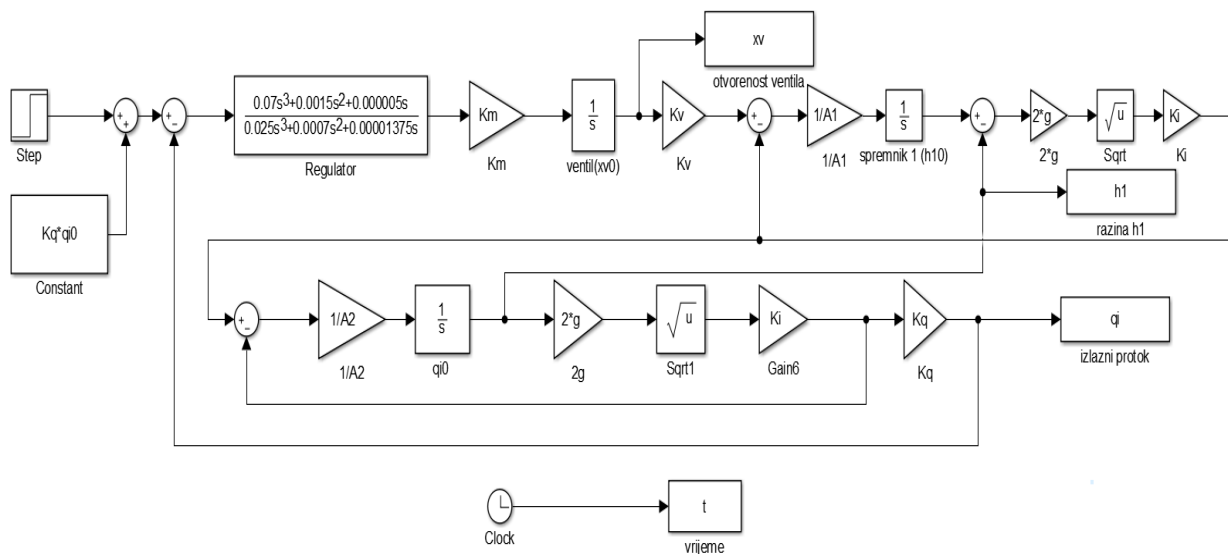 xv
otvorenost ventila
Step
+
+
+
−
0.07s³+0.0015s²+0.000005s
0.025s³+0.0007s²+0.00001375s
Regulator
Km
Km
1
s
ventil(xv0)
Kv
Kv
+
−
1/A1
1/A1
1
s
spremnik 1 (h10)
+
−
2*g
2*g
√u
Sqrt
Ki
Ki
h1
razina h1
Kq*qi0
Constant
+
−
1/A2
1/A2
1
s
qi0
2*g
2g
√u
Sqrt1
Ki
Gain6
Kq
Kq
qi
izlazni protok
Clock
t
vrijeme